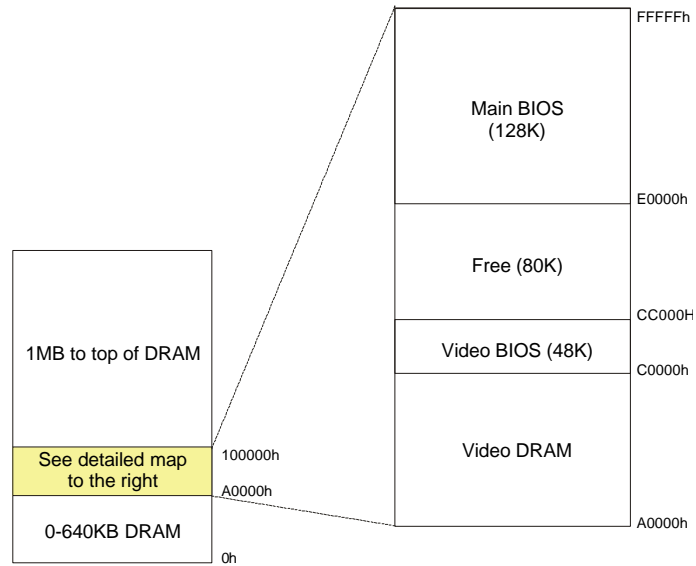 1MB to top of DRAM
See detailed map
to the right
0-640KB DRAM
100000h
A0000h
0h
Main BIOS
(128K)
Free (80K)
Video BIOS (48K)
Video DRAM
FFFFFh
E0000h
CC000H
C0000h
A0000h